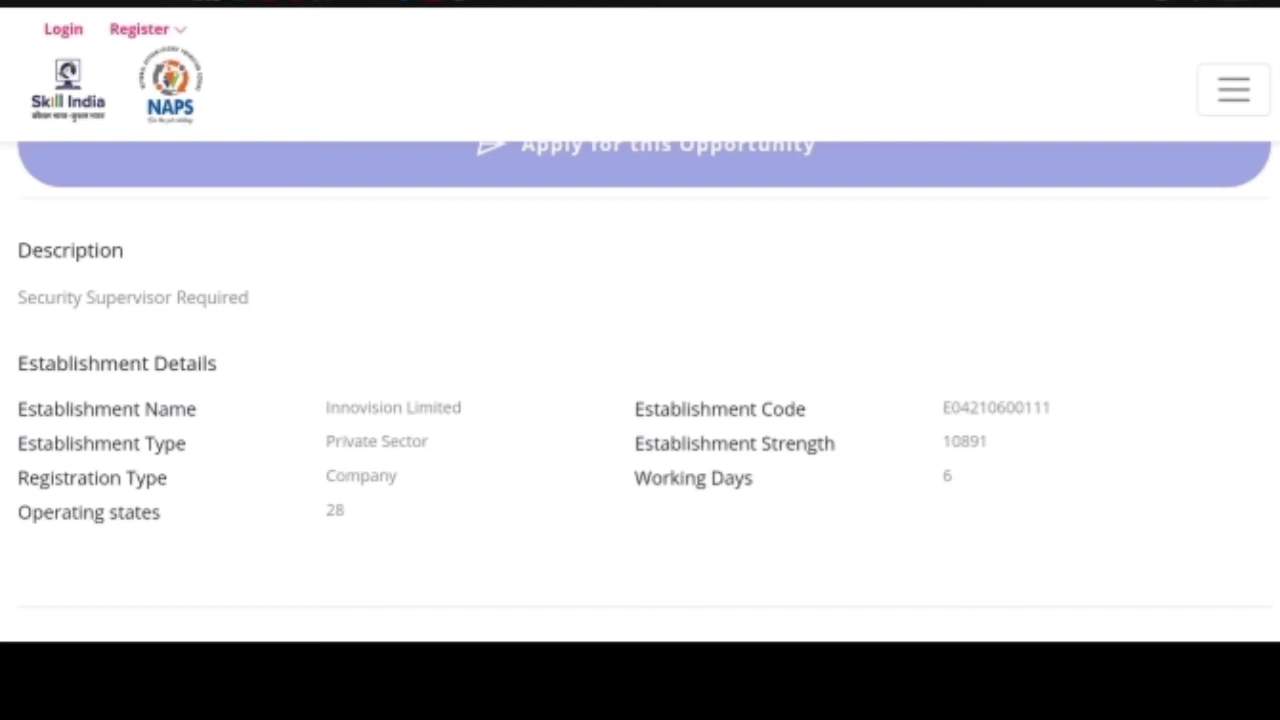 Login Register
Skill India
NAPS
Apply for this Opportunity
Description
Security Supervisor Required
Establishment Details
Establishment Name Innovision Limited Establishment Code E04210600111
Establishment Type Private Sector Establishment Strength 10891
Registration Type Company Working Days 6
Operating states 28